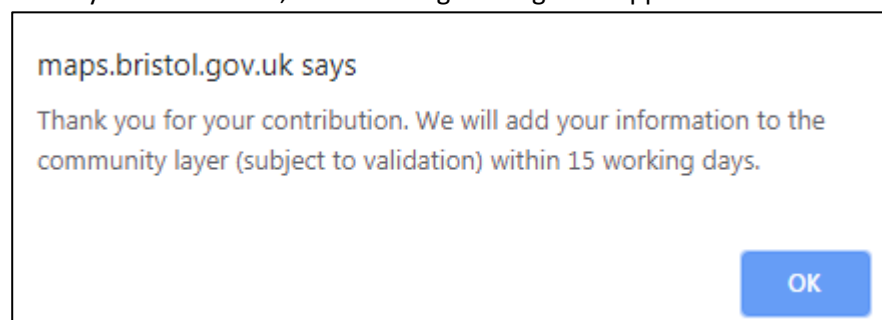 maps.bristol.gov.uk says
Thank you for your contribution. We will add your information to the
community layer (subject to validation) within 15 working days.
OK